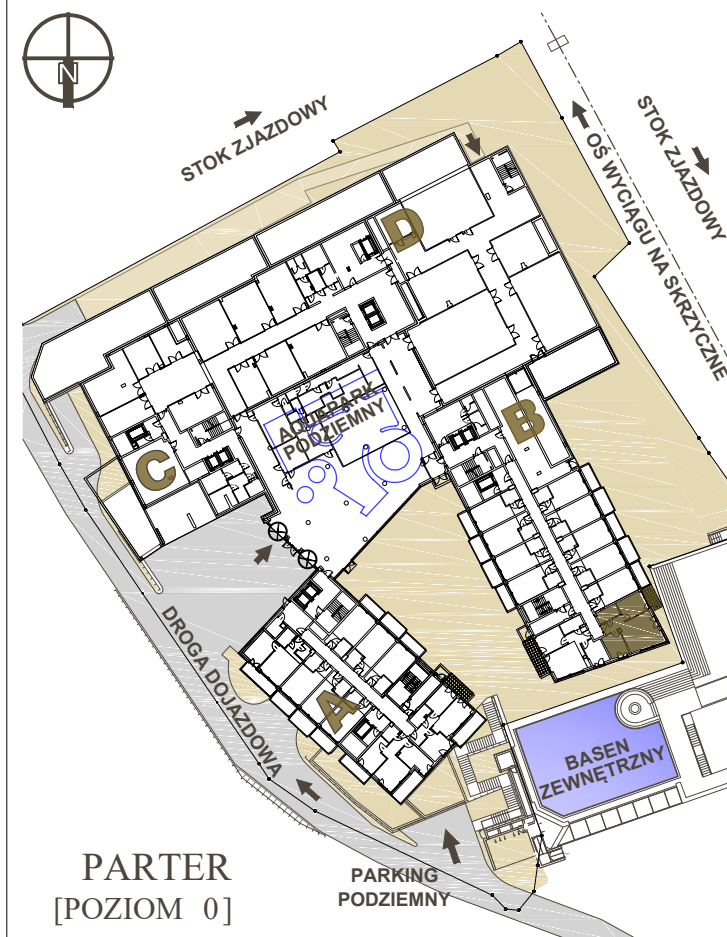 N
STOK ZJAZDOWY
STOK ZJAZDOWY
OŚ WYCIĄGU NA SKRZYCZNE
D
AQUAPARK
PODZIEMNY
B
C
DROGA DOJAZDOWA
A
BASEN
ZEWNĘTRZNY
PARTER
[POZIOM 0]
PARKING
PODZIEMNY